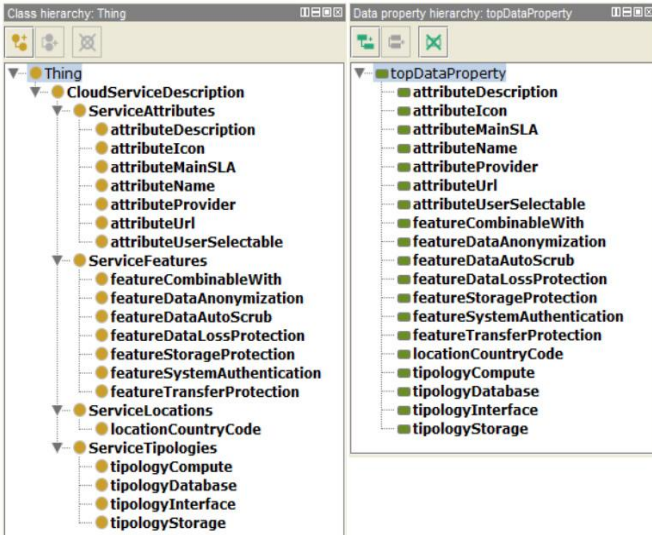 Class hierarchy: Thing
Thing
CloudServiceDescription
ServiceAttributes
attributeDescription
attributeIcon
attributeMainSLA
attributeName
attributeProvider
attributeUrl
attributeUserSelectable
ServiceFeatures
featureCombinableWith
featureDataAnonymization
featureDataAutoScrub
featureDataLossProtection
featureStorageProtection
featureSystemAuthentication
featureTransferProtection
ServiceLocations
locationCountryCode
ServiceTipologies
tipologyCompute
tipologyDatabase
tipologyInterface
tipologyStorage
Data property hierarchy: topDataProperty
topDataProperty
attributeDescription
attributeIcon
attributeMainSLA
attributeName
attributeProvider
attributeUrl
attributeUserSelectable
featureCombinableWith
featureDataAnonymization
featureDataAutoScrub
featureDataLossProtection
featureStorageProtection
featureSystemAuthentication
featureTransferProtection
locationCountryCode
tipologyCompute
tipologyDatabase
tipologyInterface
tipologyStorage